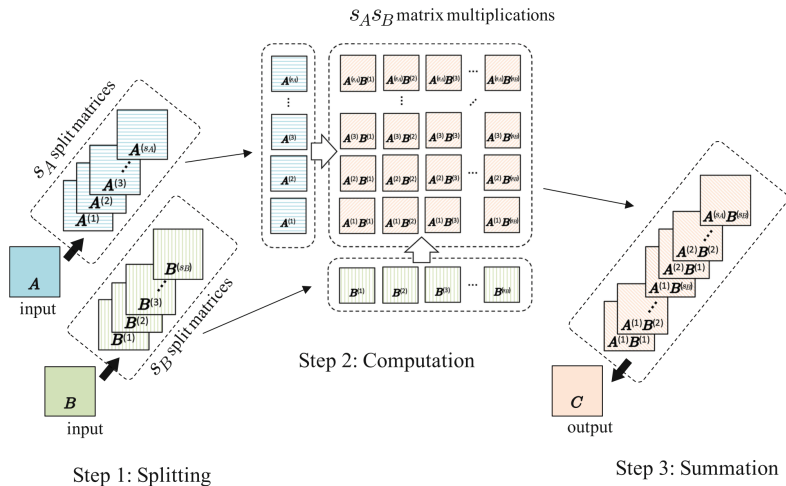 s_A s_B matrix multiplications
s_A split matrices
A^(s_A)
A^(3)
A^(2)
A^(1)
A
input
s_B split matrices
B^(s_B)
B^(3)
B^(2)
B^(1)
B
input
Step 1: Splitting
A^(s_A)
⋮
A^(3)
A^(2)
A^(1)
A^(s_A)B^(1) A^(s_A)B^(2) A^(s_A)B^(3) ... A^(s_A)B^(s_B)
A^(3)B^(1) A^(3)B^(2) A^(3)B^(3) A^(3)B^(s_B)
A^(2)B^(1) A^(2)B^(2) A^(2)B^(3) ... A^(2)B^(s_B)
A^(1)B^(1) A^(1)B^(2) A^(1)B^(3) A^(1)B^(s_B)
B^(1) B^(2) B^(3) ... B^(s_B)
Step 2: Computation
A^(s_A)B^(s_B)
A^(2)B^(2)
A^(2)B^(1)
A^(1)B^(s_B)
A^(1)B^(2)
A^(1)B^(1)
C
output
Step 3: Summation